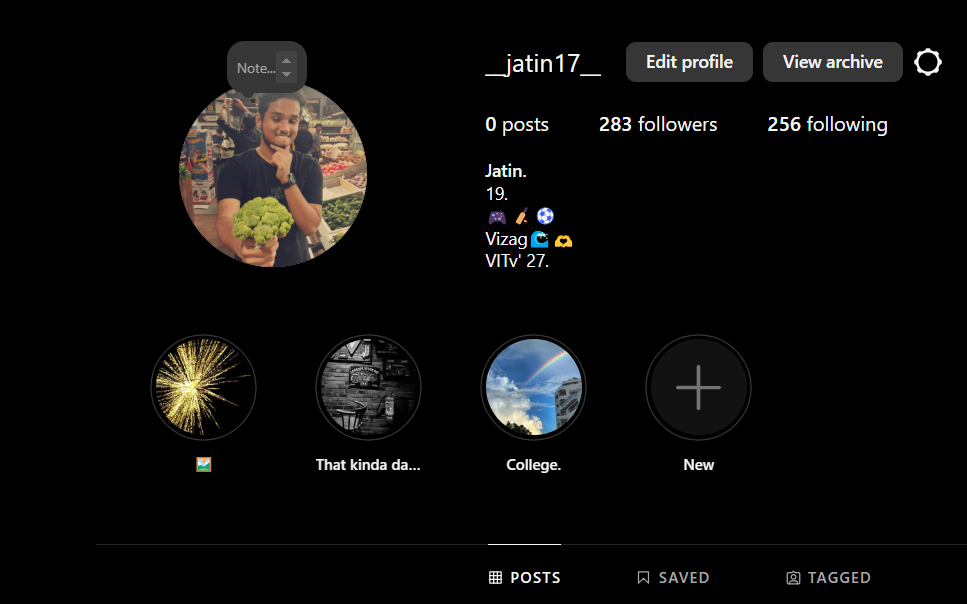 Note...
__jatin17__
Edit profile
View archive
0 posts
283 followers
256 following
Jatin.
19.
🎮🏏⚽
Vizag🌊🫶
VITv' 27.
🖼️
That kinda da...
College.
New
POSTS
SAVED
TAGGED